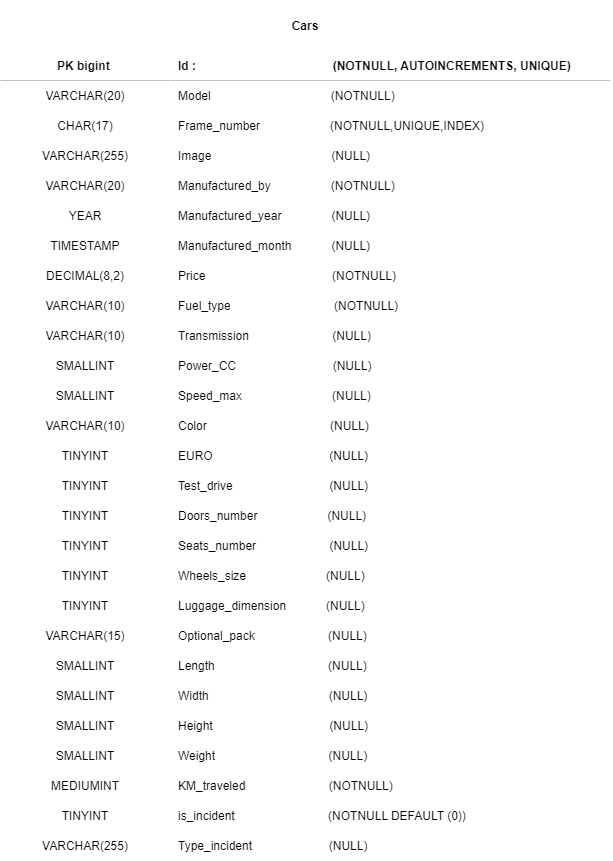 Cars
PK bigint Id : (NOTNULL, AUTOINCREMENTS, UNIQUE)
VARCHAR(20) Model (NOTNULL)
CHAR(17) Frame_number (NOTNULL,UNIQUE,INDEX)
VARCHAR(255) Image (NULL)
VARCHAR(20) Manufactured_by (NOTNULL)
YEAR Manufactured_year (NULL)
TIMESTAMP Manufactured_month (NULL)
DECIMAL(8,2) Price (NOTNULL)
VARCHAR(10) Fuel_type (NOTNULL)
VARCHAR(10) Transmission (NULL)
SMALLINT Power_CC (NULL)
SMALLINT Speed_max (NULL)
VARCHAR(10) Color (NULL)
TINYINT EURO (NULL)
TINYINT Test_drive (NULL)
TINYINT Doors_number (NULL)
TINYINT Seats_number (NULL)
TINYINT Wheels_size (NULL)
TINYINT Luggage_dimension (NULL)
VARCHAR(15) Optional_pack (NULL)
SMALLINT Length (NULL)
SMALLINT Width (NULL)
SMALLINT Height (NULL)
SMALLINT Weight (NULL)
MEDIUMINT KM_traveled (NOTNULL)
TINYINT is_incident (NOTNULL DEFAULT (0))
VARCHAR(255) Type_incident (NULL)